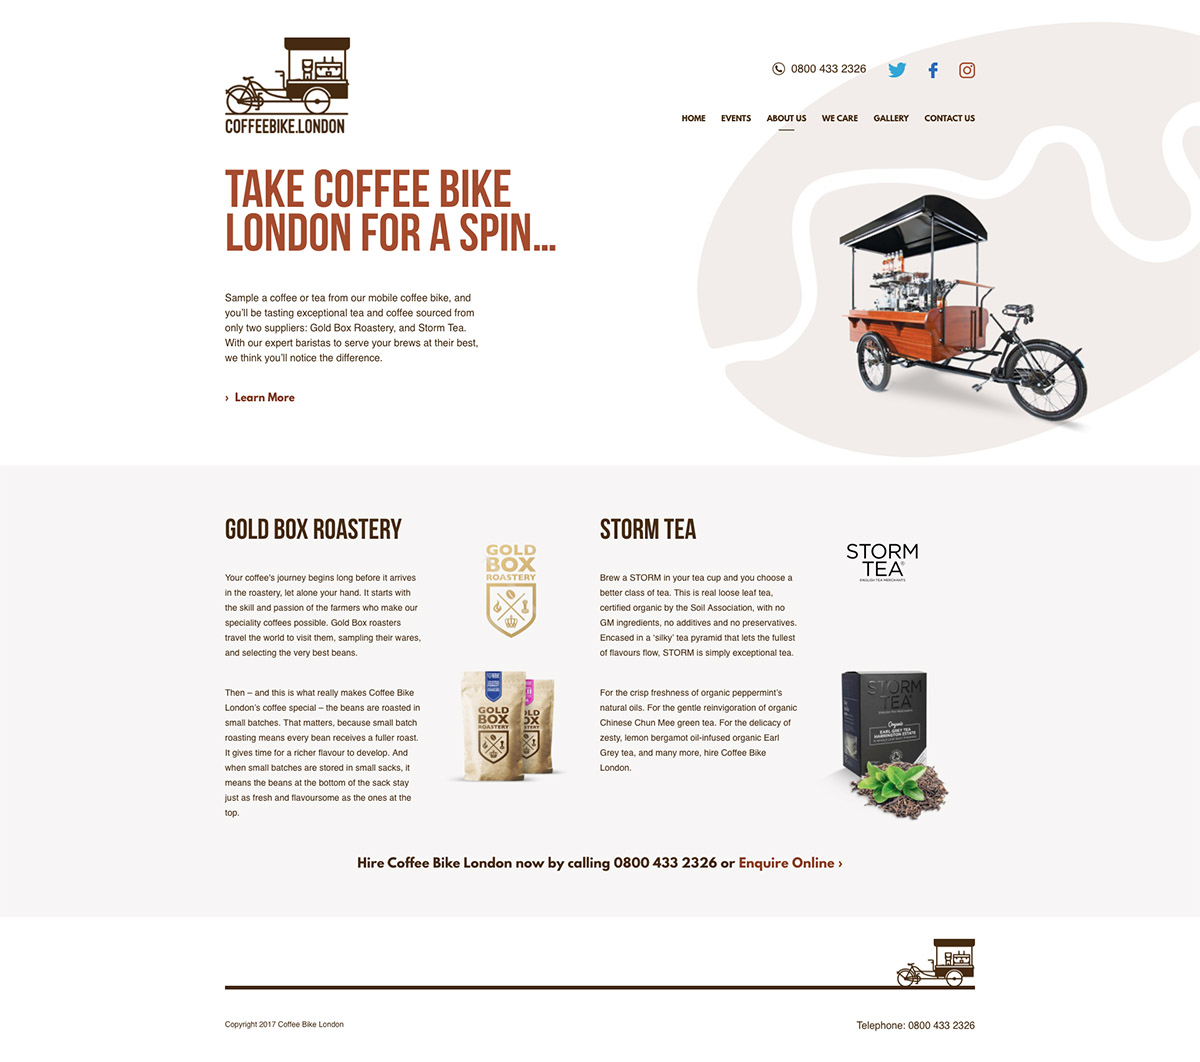 COFFEEBIKE.LONDON
0800 433 2326
HOME EVENTS ABOUT US WE CARE GALLERY CONTACT US
TAKE COFFEE BIKE
LONDON FOR A SPIN...
Sample a coffee or tea from our mobile coffee bike, and
you’ll be tasting exceptional tea and coffee sourced from
only two suppliers: Gold Box Roastery, and Storm Tea.
With our expert baristas to serve your brews at their best,
we think you’ll notice the difference.
› Learn More
GOLD BOX ROASTERY
Your coffee’s journey begins long before it arrives
in the roastery, let alone your hand. It starts with
the skill and passion of the farmers who make our
speciality coffees possible. Gold Box roasters
travel the world to visit them, sampling their wares,
and selecting the very best beans.
Then – and this is what really makes Coffee Bike
London’s coffee special – the beans are roasted in
small batches. That matters, because small batch
roasting means every bean receives a fuller roast.
It gives time for a richer flavour to develop. And
when small batches are stored in small sacks, it
means the beans at the bottom of the sack stay
just as fresh and flavoursome as the ones at the
top.
GOLD
BOX
ROASTERY
GOLD
BOX
ROASTERY
GOLD
BOX
ROASTERY
STORM TEA
Brew a STORM in your tea cup and you choose a
better class of tea. This is real loose leaf tea,
certified organic by the Soil Association, with no
GM ingredients, no additives and no preservatives.
Encased in a ‘silky’ tea pyramid that lets the fullest
of flavours flow, STORM is simply exceptional tea.
For the crisp freshness of organic peppermint’s
natural oils. For the gentle reinvigoration of organic
Chinese Chun Mee green tea. For the delicacy of
zesty, lemon bergamot oil-infused organic Earl
Grey tea, and many more, hire Coffee Bike
London.
STORM
TEA®
ENGLISH TEA MERCHANTS
STORM
TEA
Organic
EARL GREY TEA
HARRINGTON ESTATE
Hire Coffee Bike London now by calling 0800 433 2326 or Enquire Online ›
Copyright 2017 Coffee Bike London
Telephone: 0800 433 2326